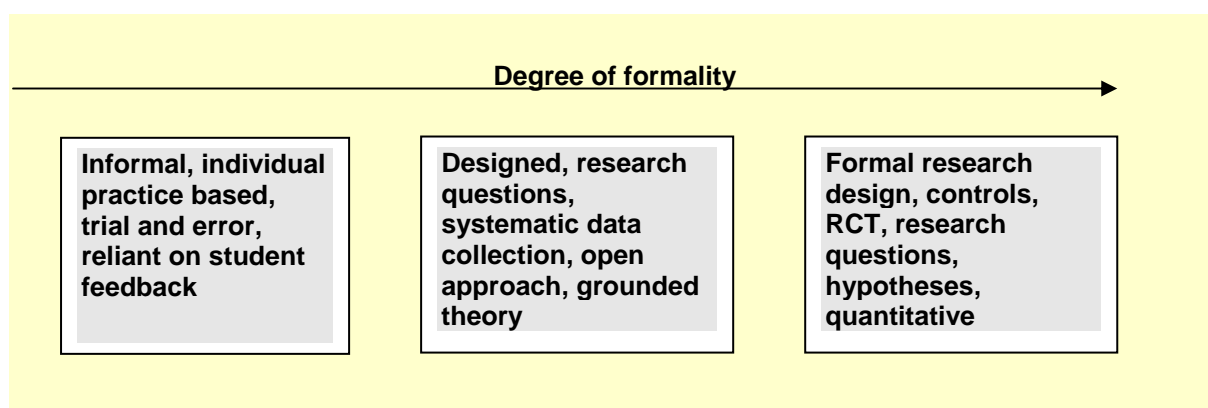 Degree of formality
Informal, individual
practice based,
trial and error,
reliant on student
feedback
Designed, research
questions,
systematic data
collection, open
approach, grounded
theory
Formal research
design, controls,
RCT, research
questions,
hypotheses,
quantitative